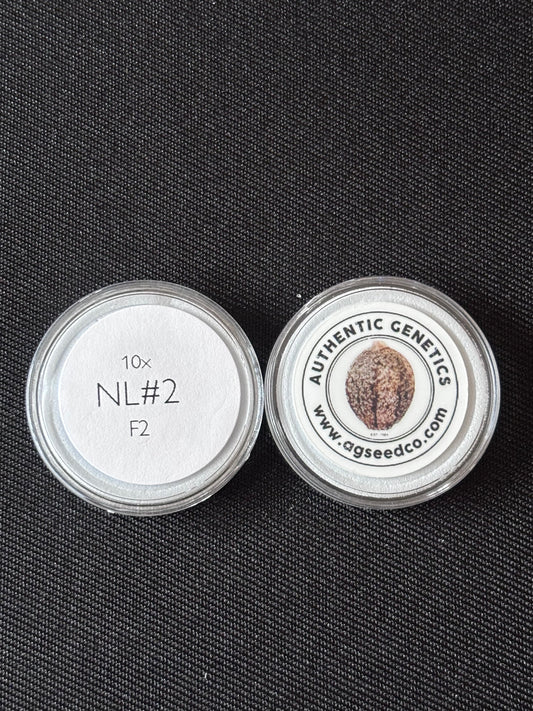 10x
NL#2
F2
AUTHENTIC GENETICS
www.agseedco.com